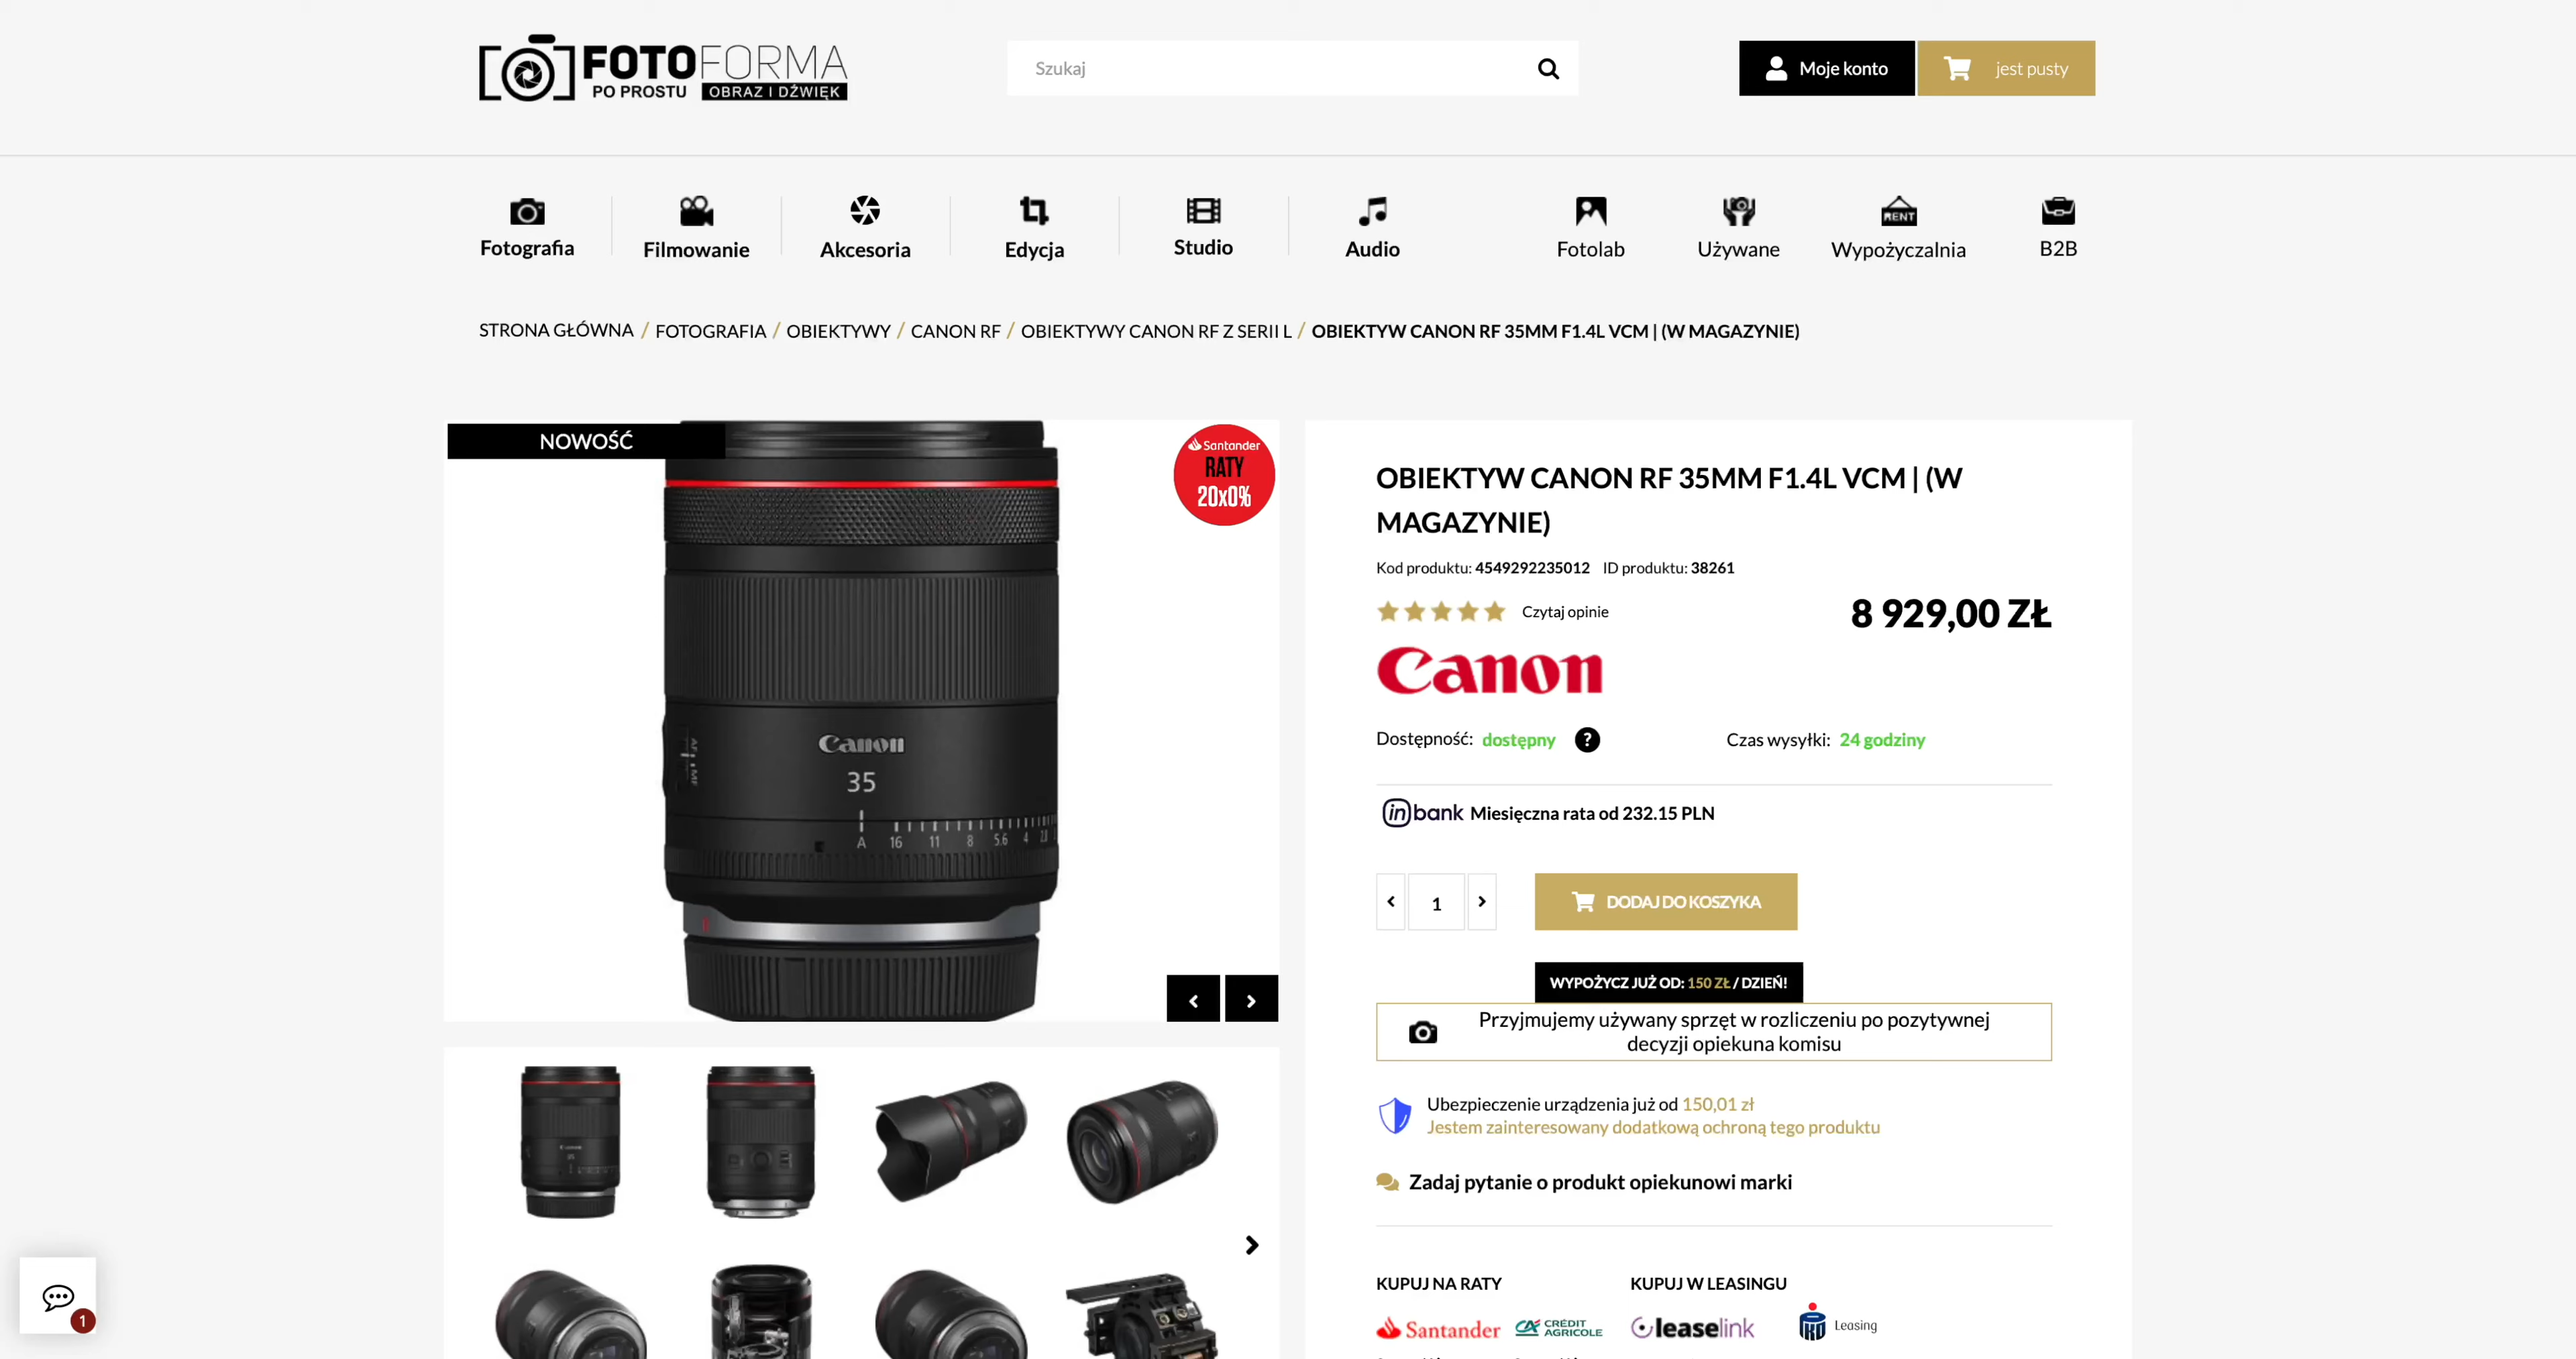 FOTOFORMA
PO PROSTU OBRAZ I DŹWIĘK
Szukaj
Moje konto
jest pusty
Fotografia
Filmowanie
Akcesoria
Edycja
Studio
Audio
Fotolab
Używane
RENT
Wypożyczalnia
B2B
STRONA GŁÓWNA / FOTOGRAFIA / OBIEKTYWY / CANON RF / OBIEKTYWY CANON RF Z SERII L / OBIEKTYW CANON RF 35MM F1.4L VCM | (W MAGAZYNIE)
NOWOŚĆ
Santander
RATY
20x0%
AF
MF
Canon
35
A 16 11 8 5.6 4 2.8
OBIEKTYW CANON RF 35MM F1.4L VCM | (W
MAGAZYNIE)
Kod produktu: 4549292235012 ID produktu: 38261
Czytaj opinie
8 929,00 ZŁ
Canon
Dostępność: dostępny ?
Czas wysyłki: 24 godziny
inbank Miesięczna rata od 232.15 PLN
1
DODAJ DO KOSZYKA
WYPOŻYCZ JUŻ OD: 150 ZŁ / DZIEŃ!
Przyjmujemy używany sprzęt w rozliczeniu po pozytywnej
decyzji opiekuna komisu
Ubezpieczenie urządzenia już od 150,01 zł
Jestem zainteresowany dodatkową ochroną tego produktu
Zadaj pytanie o produkt opiekunowi marki
KUPUJ NA RATY
KUPUJ W LEASINGU
Santander
CRÉDIT
AGRICOLE
leaselink
Leasing
1